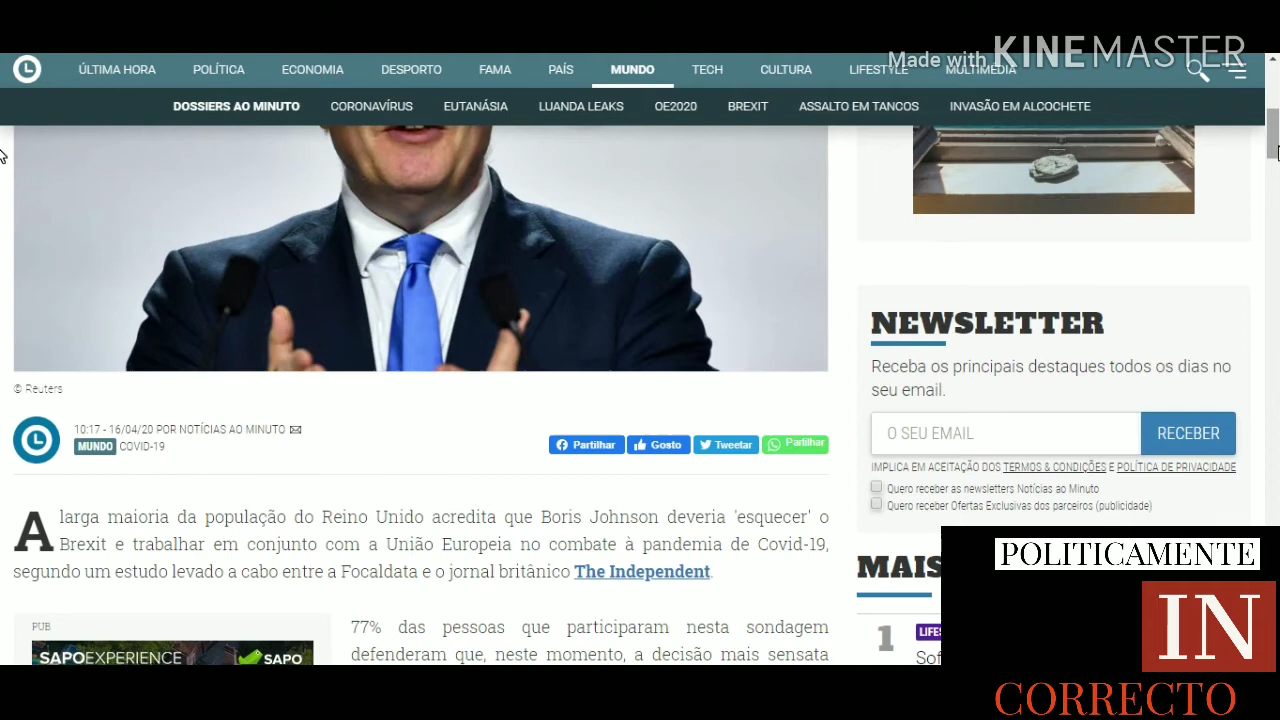 Made with KINEMASTER
ÚLTIMA HORA POLÍTICA ECONOMIA DESPORTO FAMA PAÍS MUNDO TECH CULTURA LIFESTYLE MULTIMÉDIA
DOSSIERS AO MINUTO CORONAVÍRUS EUTANÁSIA LUANDA LEAKS OE2020 BREXIT ASSALTO EM TANCOS INVASÃO EM ALCOCHETE
© Reuters
10:17 - 16/04/20 POR NOTÍCIAS AO MINUTO
MUNDO COVID-19
Partilhar Gosto Tweetar Partilhar
A larga maioria da população do Reino Unido acredita que Boris Johnson deveria 'esquecer' o
Brexit e trabalhar em conjunto com a União Europeia no combate à pandemia de Covid-19,
segundo um estudo levado a cabo entre a Focaldata e o jornal britânico The Independent.
PUB
SAPOEXPERIENCE SAPO
77% das pessoas que participaram nesta sondagem
defenderam que, neste momento, a decisão mais sensata
NEWSLETTER
Receba os principais destaques todos os dias no
seu email.
O SEU EMAIL RECEBER
IMPLICA EM ACEITAÇÃO DOS TERMOS & CONDIÇÕES E POLÍTICA DE PRIVACIDADE
Quero receber as newsletters Notícias ao Minuto
Quero receber Ofertas Exclusivas dos parceiros (publicidade)
MAIS
1 LIFES
Sof
POLITICAMENTE
IN
CORRECTO